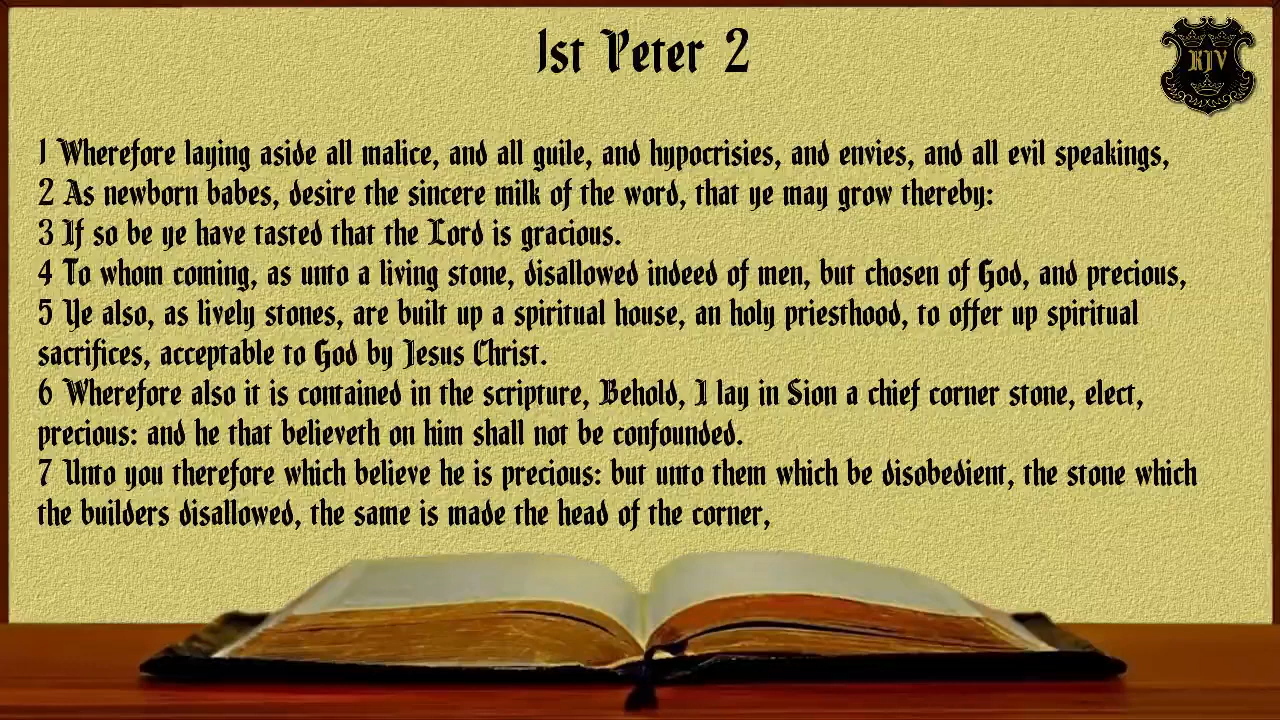 1st Peter 2
KJV
1 Wherefore laying aside all malice, and all guile, and hypocrisies, and envies, and all evil speakings,
2 As newborn babes, desire the sincere milk of the word, that ye may grow thereby:
3 If so be ye have tasted that the Lord is gracious.
4 To whom coming, as unto a living stone, disallowed indeed of men, but chosen of God, and precious,
5 Ye also, as lively stones, are built up a spiritual house, an holy priesthood, to offer up spiritual
sacrifices, acceptable to God by Jesus Christ.
6 Wherefore also it is contained in the scripture, Behold, I lay in Sion a chief corner stone, elect,
precious: and he that believeth on him shall not be confounded.
7 Unto you therefore which believe he is precious: but unto them which be disobedient, the stone which
the builders disallowed, the same is made the head of the corner,